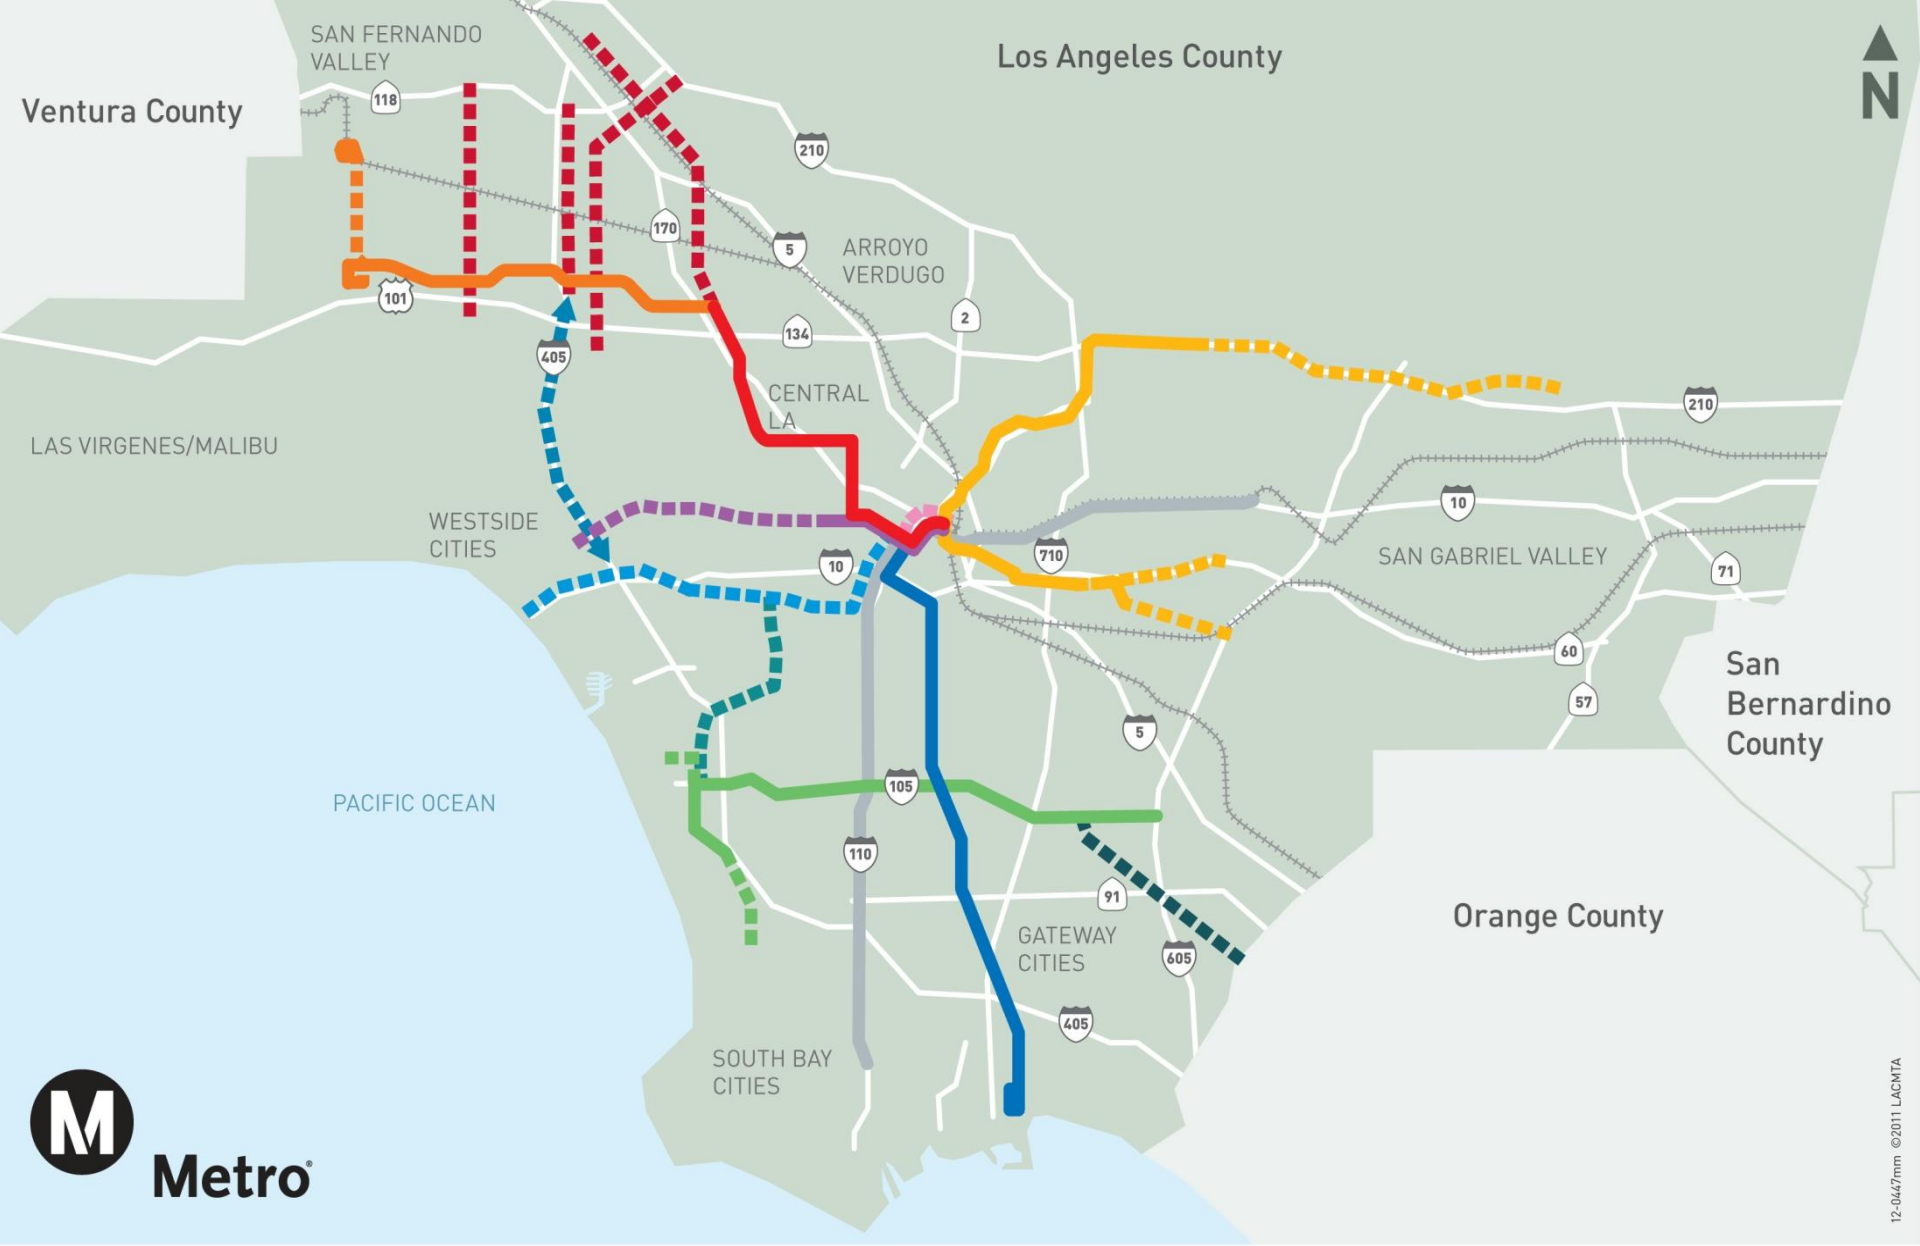 SAN FERNANDO
VALLEY
Los Angeles County
N
Ventura County
118
210
170
5
ARROYO
VERDUGO
101
2
134
405
CENTRAL
LA
210
LAS VIRGENES/MALIBU
10
WESTSIDE
CITIES
710
SAN GABRIEL VALLEY
10
71
60
San
Bernardino
County
57
5
PACIFIC OCEAN
105
110
91
Orange County
GATEWAY
CITIES
605
405
SOUTH BAY
CITIES
M
Metro®
12-0447mm ©2011 LACMTA